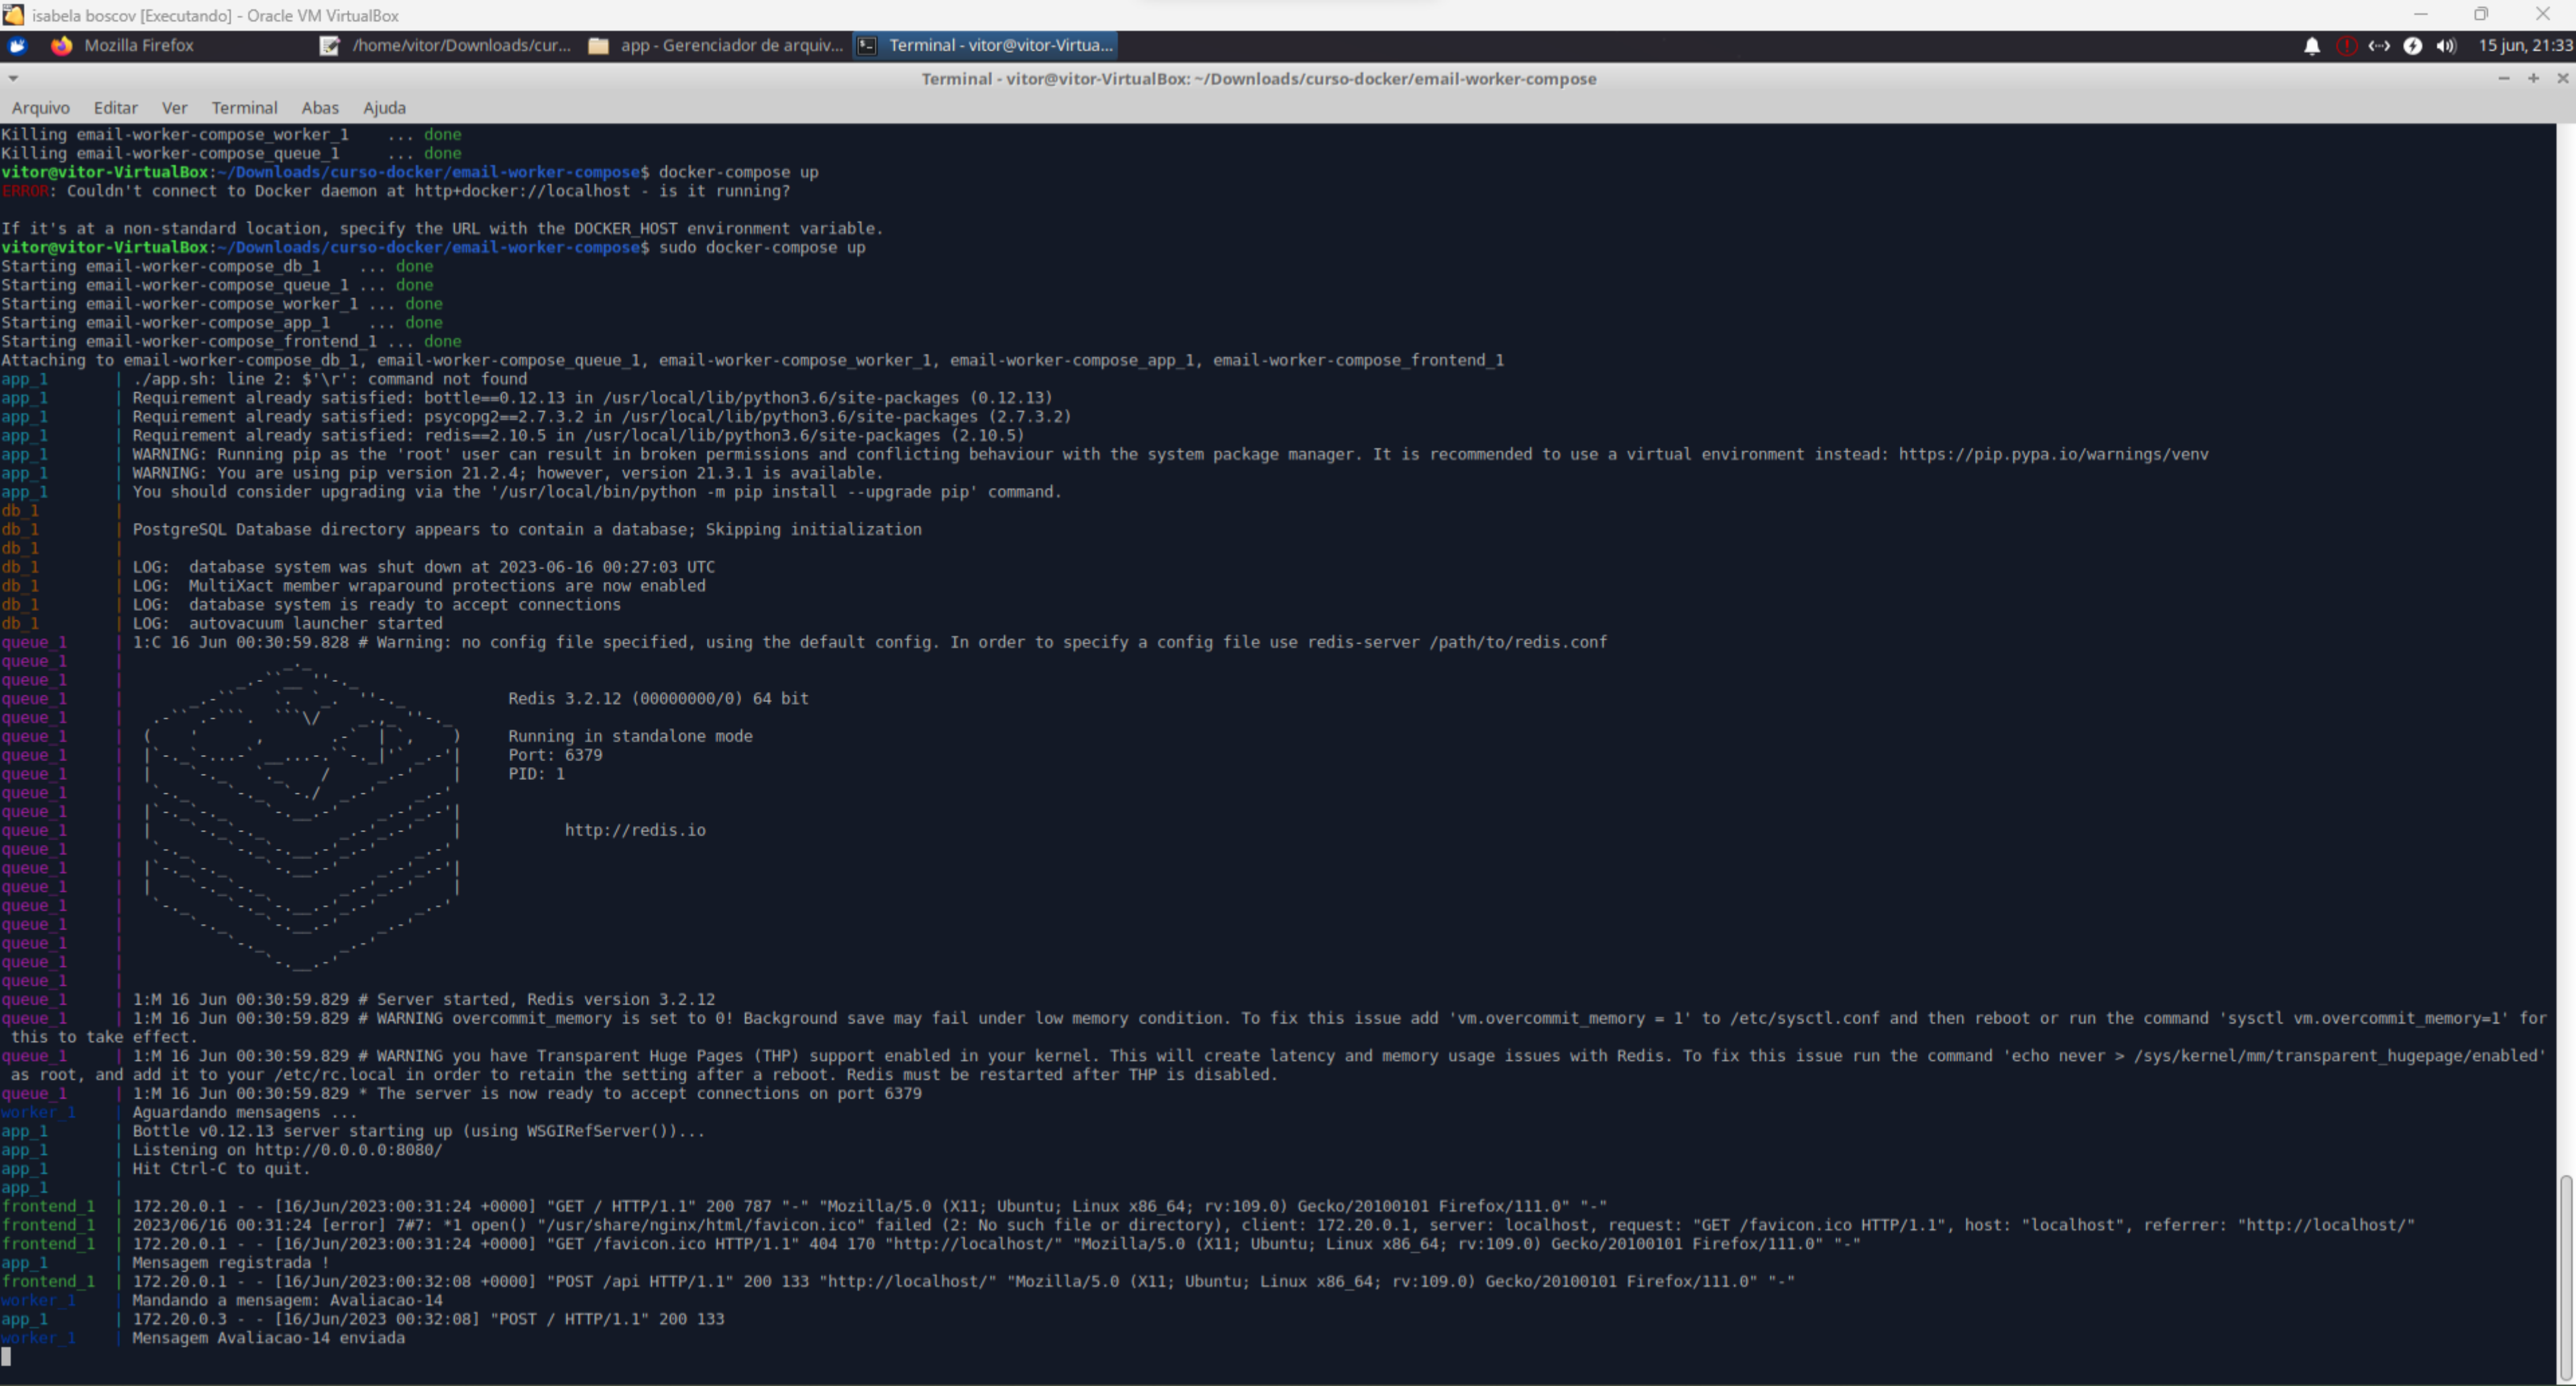 isabela boscov [Executando] - Oracle VM VirtualBox
Mozilla Firefox /home/vitor/Downloads/cur... app - Gerenciador de arquiv... Terminal - vitor@vitor-Virtua... 15 jun, 21:33
Terminal - vitor@vitor-VirtualBox: ~/Downloads/curso-docker/email-worker-compose
Arquivo Editar Ver Terminal Abas Ajuda
Killing email-worker-compose_worker_1    ... done
Killing email-worker-compose_queue_1     ... done
vitor@vitor-VirtualBox:~/Downloads/curso-docker/email-worker-compose$ docker-compose up
ERROR: Couldn't connect to Docker daemon at http+docker://localhost - is it running?
If it's at a non-standard location, specify the URL with the DOCKER_HOST environment variable.
vitor@vitor-VirtualBox:~/Downloads/curso-docker/email-worker-compose$ sudo docker-compose up
Starting email-worker-compose_db_1    ... done
Starting email-worker-compose_queue_1 ... done
Starting email-worker-compose_worker_1 ... done
Starting email-worker-compose_app_1    ... done
Starting email-worker-compose_frontend_1 ... done
Attaching to email-worker-compose_db_1, email-worker-compose_queue_1, email-worker-compose_worker_1, email-worker-compose_app_1, email-worker-compose_frontend_1
app_1       | ./app.sh: line 2: $'\r': command not found
app_1       | Requirement already satisfied: bottle==0.12.13 in /usr/local/lib/python3.6/site-packages (0.12.13)
app_1       | Requirement already satisfied: psycopg2==2.7.3.2 in /usr/local/lib/python3.6/site-packages (2.7.3.2)
app_1       | Requirement already satisfied: redis==2.10.5 in /usr/local/lib/python3.6/site-packages (2.10.5)
app_1       | WARNING: Running pip as the 'root' user can result in broken permissions and conflicting behaviour with the system package manager. It is recommended to use a virtual environment instead: https://pip.pypa.io/warnings/venv
app_1       | WARNING: You are using pip version 21.2.4; however, version 21.3.1 is available.
app_1       | You should consider upgrading via the '/usr/local/bin/python -m pip install --upgrade pip' command.
db_1        |
db_1        | PostgreSQL Database directory appears to contain a database; Skipping initialization
db_1        |
db_1        | LOG:  database system was shut down at 2023-06-16 00:27:03 UTC
db_1        | LOG:  MultiXact member wraparound protections are now enabled
db_1        | LOG:  database system is ready to accept connections
db_1        | LOG:  autovacuum launcher started
queue_1     | 1:C 16 Jun 00:30:59.828 # Warning: no config file specified, using the default config. In order to specify a config file use redis-server /path/to/redis.conf
queue_1     |
queue_1     |
queue_1     | Redis 3.2.12 (00000000/0) 64 bit
queue_1     |
queue_1     | Running in standalone mode
queue_1     | Port: 6379
queue_1     | PID: 1
queue_1     |
queue_1     |
queue_1     | http://redis.io
queue_1     |
queue_1     |
queue_1     |
queue_1     |
queue_1     |
queue_1     |
queue_1     |
queue_1     |
queue_1     | 1:M 16 Jun 00:30:59.829 # Server started, Redis version 3.2.12
queue_1     | 1:M 16 Jun 00:30:59.829 # WARNING overcommit_memory is set to 0! Background save may fail under low memory condition. To fix this issue add 'vm.overcommit_memory = 1' to /etc/sysctl.conf and then reboot or run the command 'sysctl vm.overcommit_memory=1' for
this to take effect.
queue_1     | 1:M 16 Jun 00:30:59.829 # WARNING you have Transparent Huge Pages (THP) support enabled in your kernel. This will create latency and memory usage issues with Redis. To fix this issue run the command 'echo never > /sys/kernel/mm/transparent_hugepage/enabled'
as root, and add it to your /etc/rc.local in order to retain the setting after a reboot. Redis must be restarted after THP is disabled.
queue_1     | 1:M 16 Jun 00:30:59.829 * The server is now ready to accept connections on port 6379
worker_1    | Aguardando mensagens ...
app_1       | Bottle v0.12.13 server starting up (using WSGIRefServer())...
app_1       | Listening on http://0.0.0.0:8080/
app_1       | Hit Ctrl-C to quit.
app_1       |
frontend_1  | 172.20.0.1 - - [16/Jun/2023:00:31:24 +0000] "GET / HTTP/1.1" 200 787 "-" "Mozilla/5.0 (X11; Ubuntu; Linux x86_64; rv:109.0) Gecko/20100101 Firefox/111.0" "-"
frontend_1  | 2023/06/16 00:31:24 [error] 7#7: *1 open() "/usr/share/nginx/html/favicon.ico" failed (2: No such file or directory), client: 172.20.0.1, server: localhost, request: "GET /favicon.ico HTTP/1.1", host: "localhost", referrer: "http://localhost/"
frontend_1  | 172.20.0.1 - - [16/Jun/2023:00:31:24 +0000] "GET /favicon.ico HTTP/1.1" 404 170 "http://localhost/" "Mozilla/5.0 (X11; Ubuntu; Linux x86_64; rv:109.0) Gecko/20100101 Firefox/111.0" "-"
app_1       | Mensagem registrada !
frontend_1  | 172.20.0.1 - - [16/Jun/2023:00:32:08 +0000] "POST /api HTTP/1.1" 200 133 "http://localhost/" "Mozilla/5.0 (X11; Ubuntu; Linux x86_64; rv:109.0) Gecko/20100101 Firefox/111.0" "-"
worker_1    | Mandando a mensagem: Avaliacao-14
app_1       | 172.20.0.3 - - [16/Jun/2023 00:32:08] "POST / HTTP/1.1" 200 133
worker_1    | Mensagem Avaliacao-14 enviada